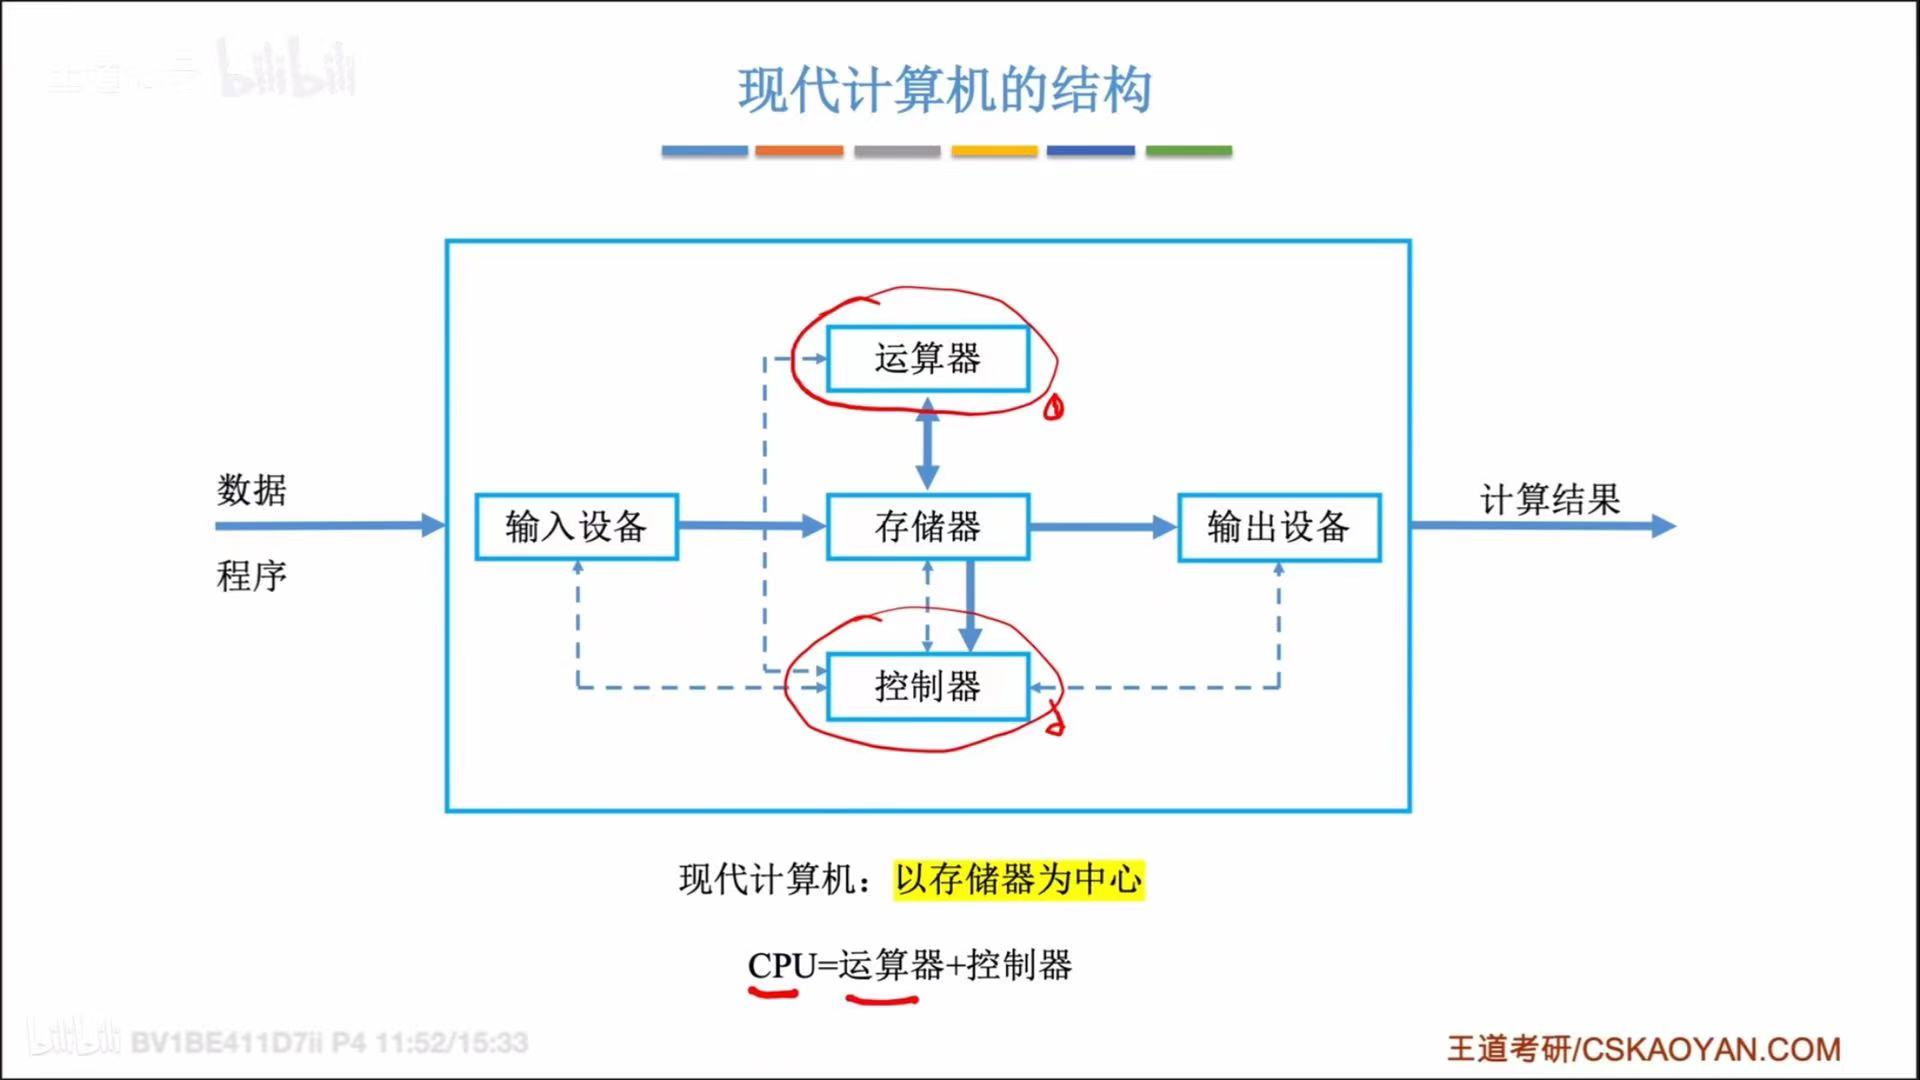 bilibili
现代计算机的结构
运算器
数据
程序
输入设备
存储器
输出设备
计算结果
控制器
现代计算机：以存储器为中心
CPU=运算器+控制器
bilibili BV1BE411D7ii P4 11:52/15:33
王道考研/CSKAOYAN.COM